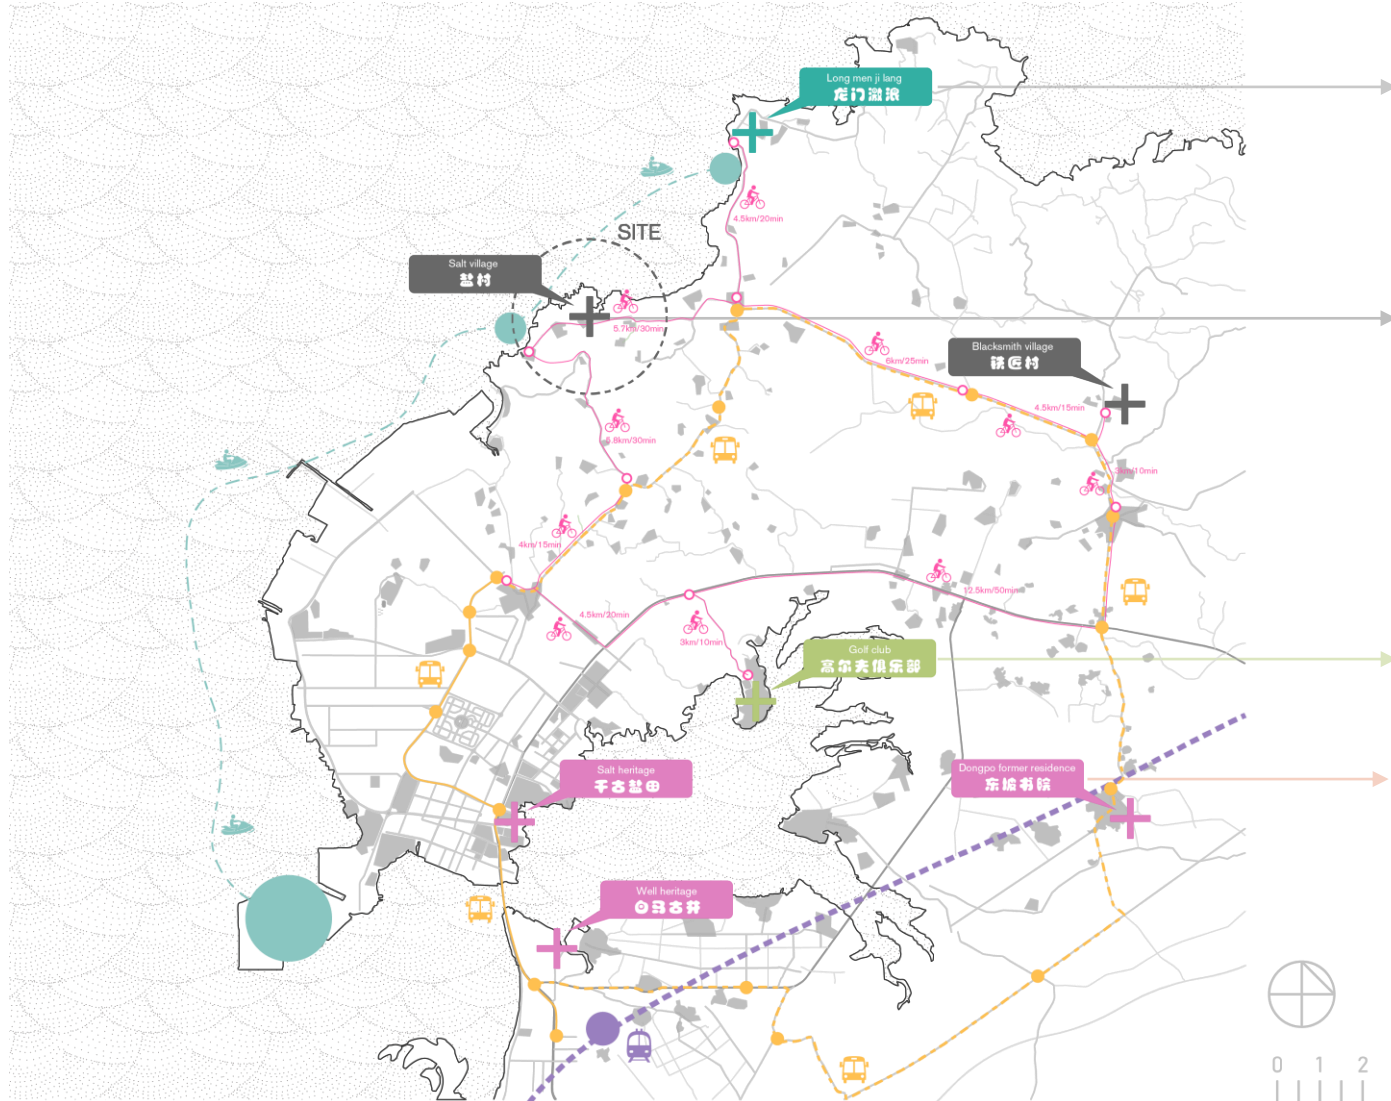 Long men ji lang
龙门激浪
4.5km/20min
SITE
Salt village
盐村
5.7km/30min
6km/25min
Blacksmith village
铁匠村
4.5km/15min
5.8km/30min
3km/10min
4km/15min
12.5km/50min
4.5km/20min
3km/10min
Golf club
高尔夫俱乐部
Salt heritage
千古盐田
Dongpo former residence
东坡书院
Well heritage
白马古井
0 1 2